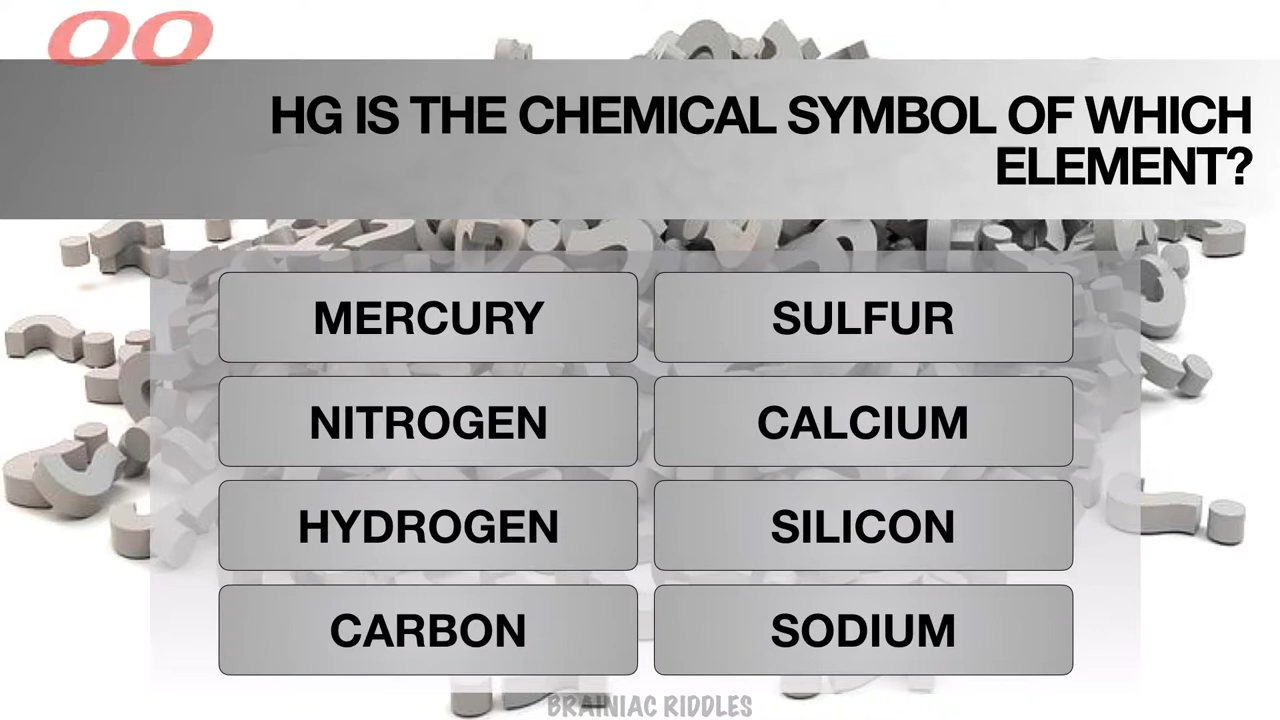 00
HG IS THE CHEMICAL SYMBOL OF WHICH
ELEMENT?
MERCURY
SULFUR
NITROGEN
CALCIUM
HYDROGEN
SILICON
CARBON
SODIUM
BRAINIAC RIDDLES